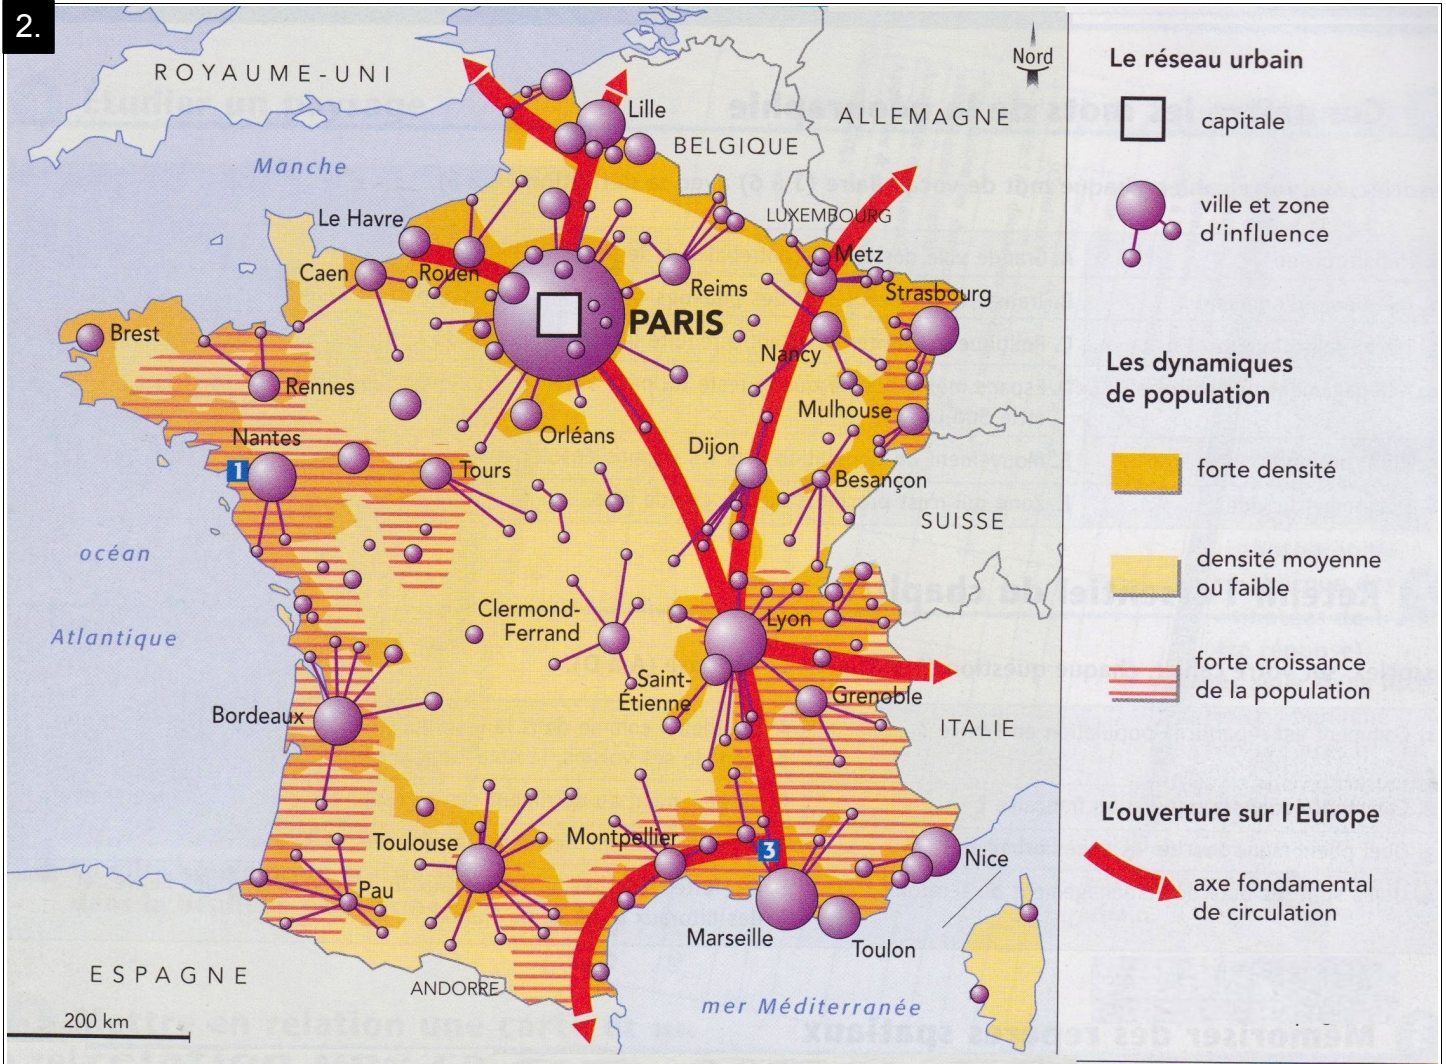 2.
ROYAUME-UNI
Nord
Lille
BELGIQUE
ALLEMAGNE
Manche
LUXEMBOURG
Le Havre
Caen
Rouen
Metz
Reims
Strasbourg
PARIS
Brest
Nancy
Rennes
Mulhouse
Orléans
Nantes
Dijon
1
Tours
Besançon
SUISSE
océan
Atlantique
Clermond-
Ferrand
Lyon
Saint-
Étienne
Grenoble
Bordeaux
ITALIE
Toulouse
Montpellier
3
Nice
Pau
Marseille
Toulon
ESPAGNE
ANDORRE
mer Méditerranée
200 km
Le réseau urbain
capitale
ville et zone
d'influence
Les dynamiques
de population
forte densité
densité moyenne
ou faible
forte croissance
de la population
L'ouverture sur l'Europe
axe fondamental
de circulation